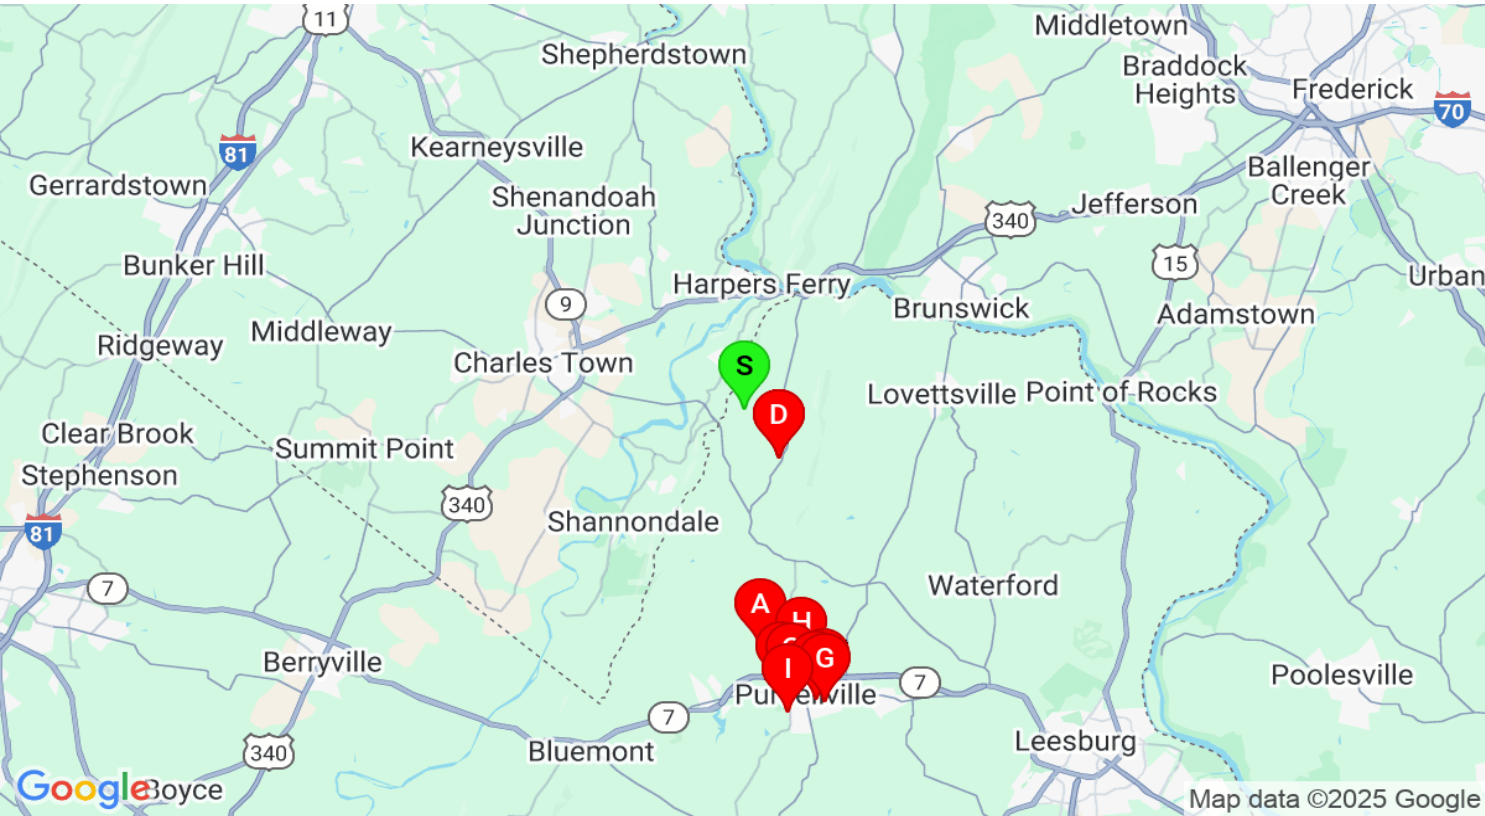 11
Middletown
Shepherdstown
Braddock
Heights
Frederick
70
81
Kearneysville
Ballenger
Creek
Gerrardstown
Shenandoah
Junction
Jefferson
340
15
Bunker Hill
Harpers Ferry
Urban
9
Brunswick
Adamstown
Middleway
Ridgeway
Charles Town
S
Lovettsville
Point of Rocks
D
Clear Brook
Summit Point
Stephenson
340
81
Shannondale
7
Waterford
A
H
G
I
Berryville
7
Poolesville
Purcellville
7
340
Bluemont
Leesburg
Google
Boyce
Map data ©2025 Google